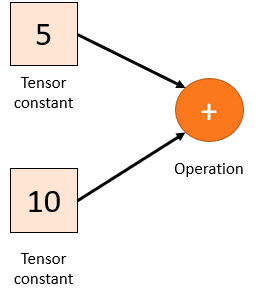 5
Tensor
constant
+
Operation
10
Tensor
constant